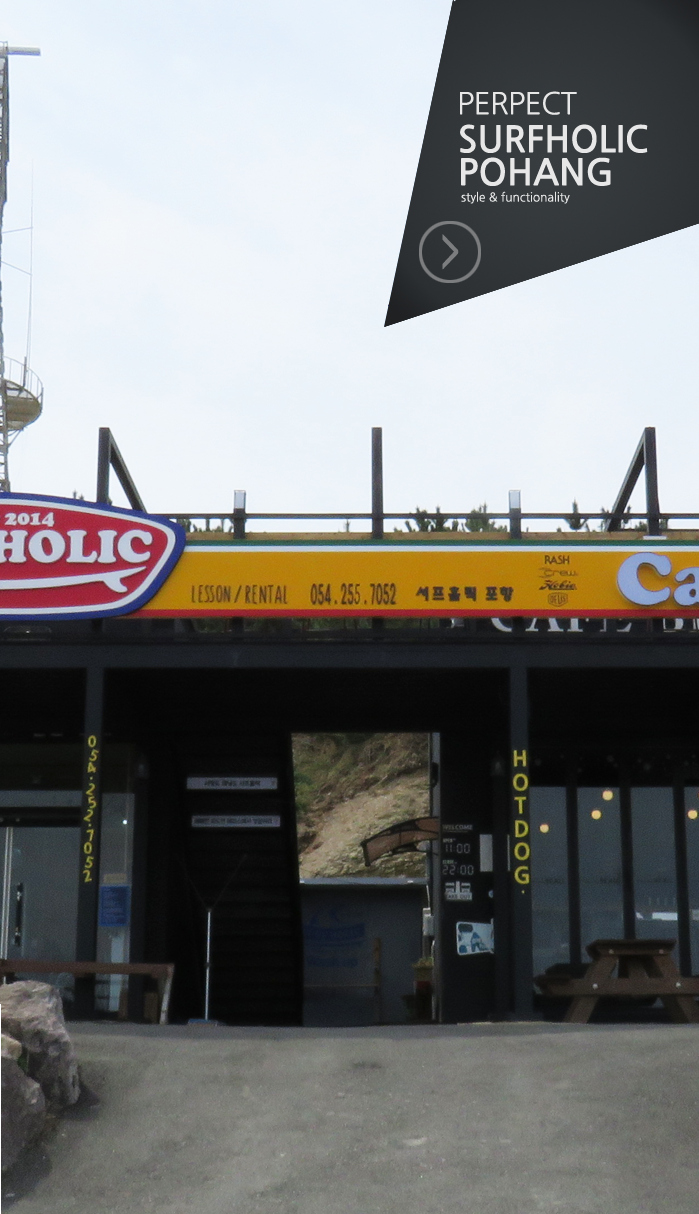 PERPECT
SURFHOLIC
POHANG
style & functionality
2014
HOLIC
LESSON / RENTAL 054.255.7052 서프홀릭 포항
RASH
Ca
054.252.7052
HOTDOG.
WELCOME
11:00
22:00